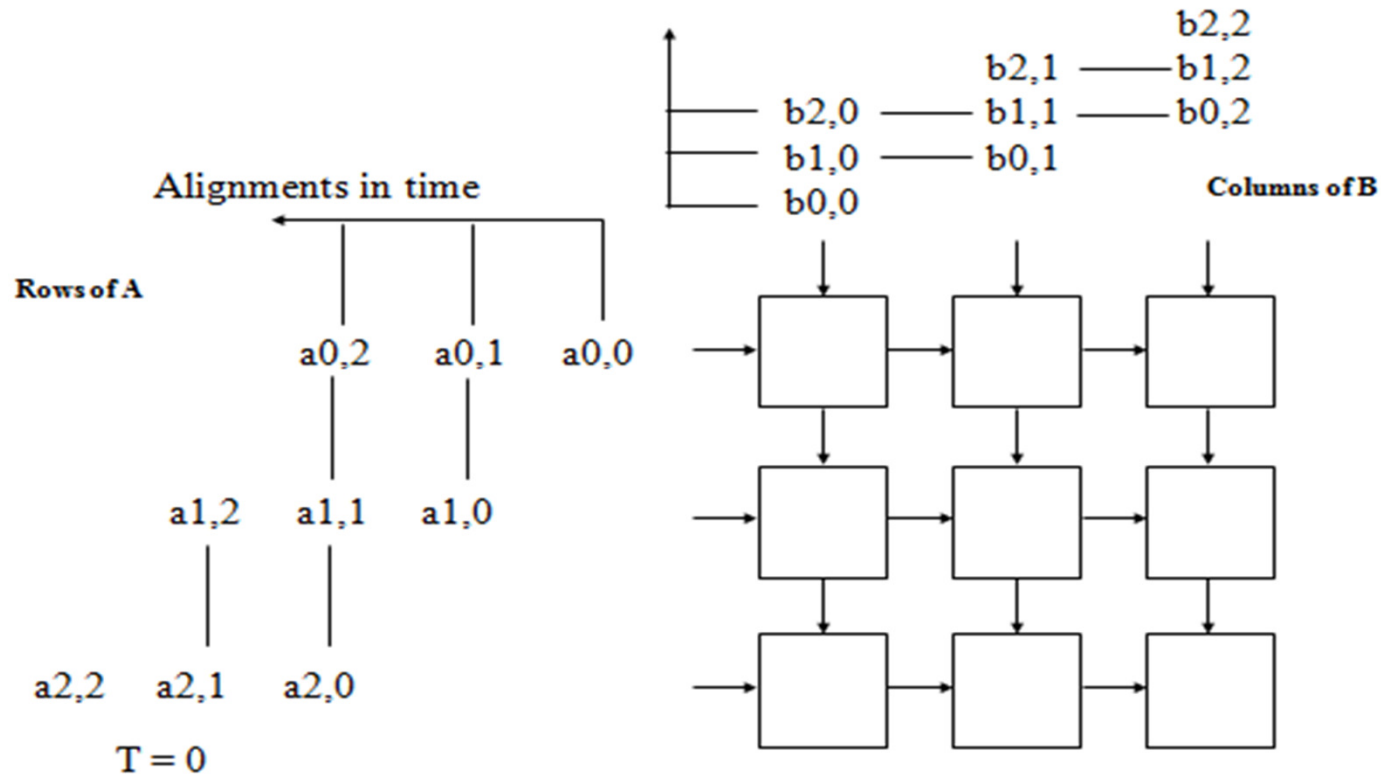 b2,2
b2,1 b1,2
b2,0 b1,1 b0,2
b1,0 b0,1
b0,0
Columns of B
Alignments in time
Rows of A
a0,2 a0,1 a0,0
a1,2 a1,1 a1,0
a2,2 a2,1 a2,0
T = 0